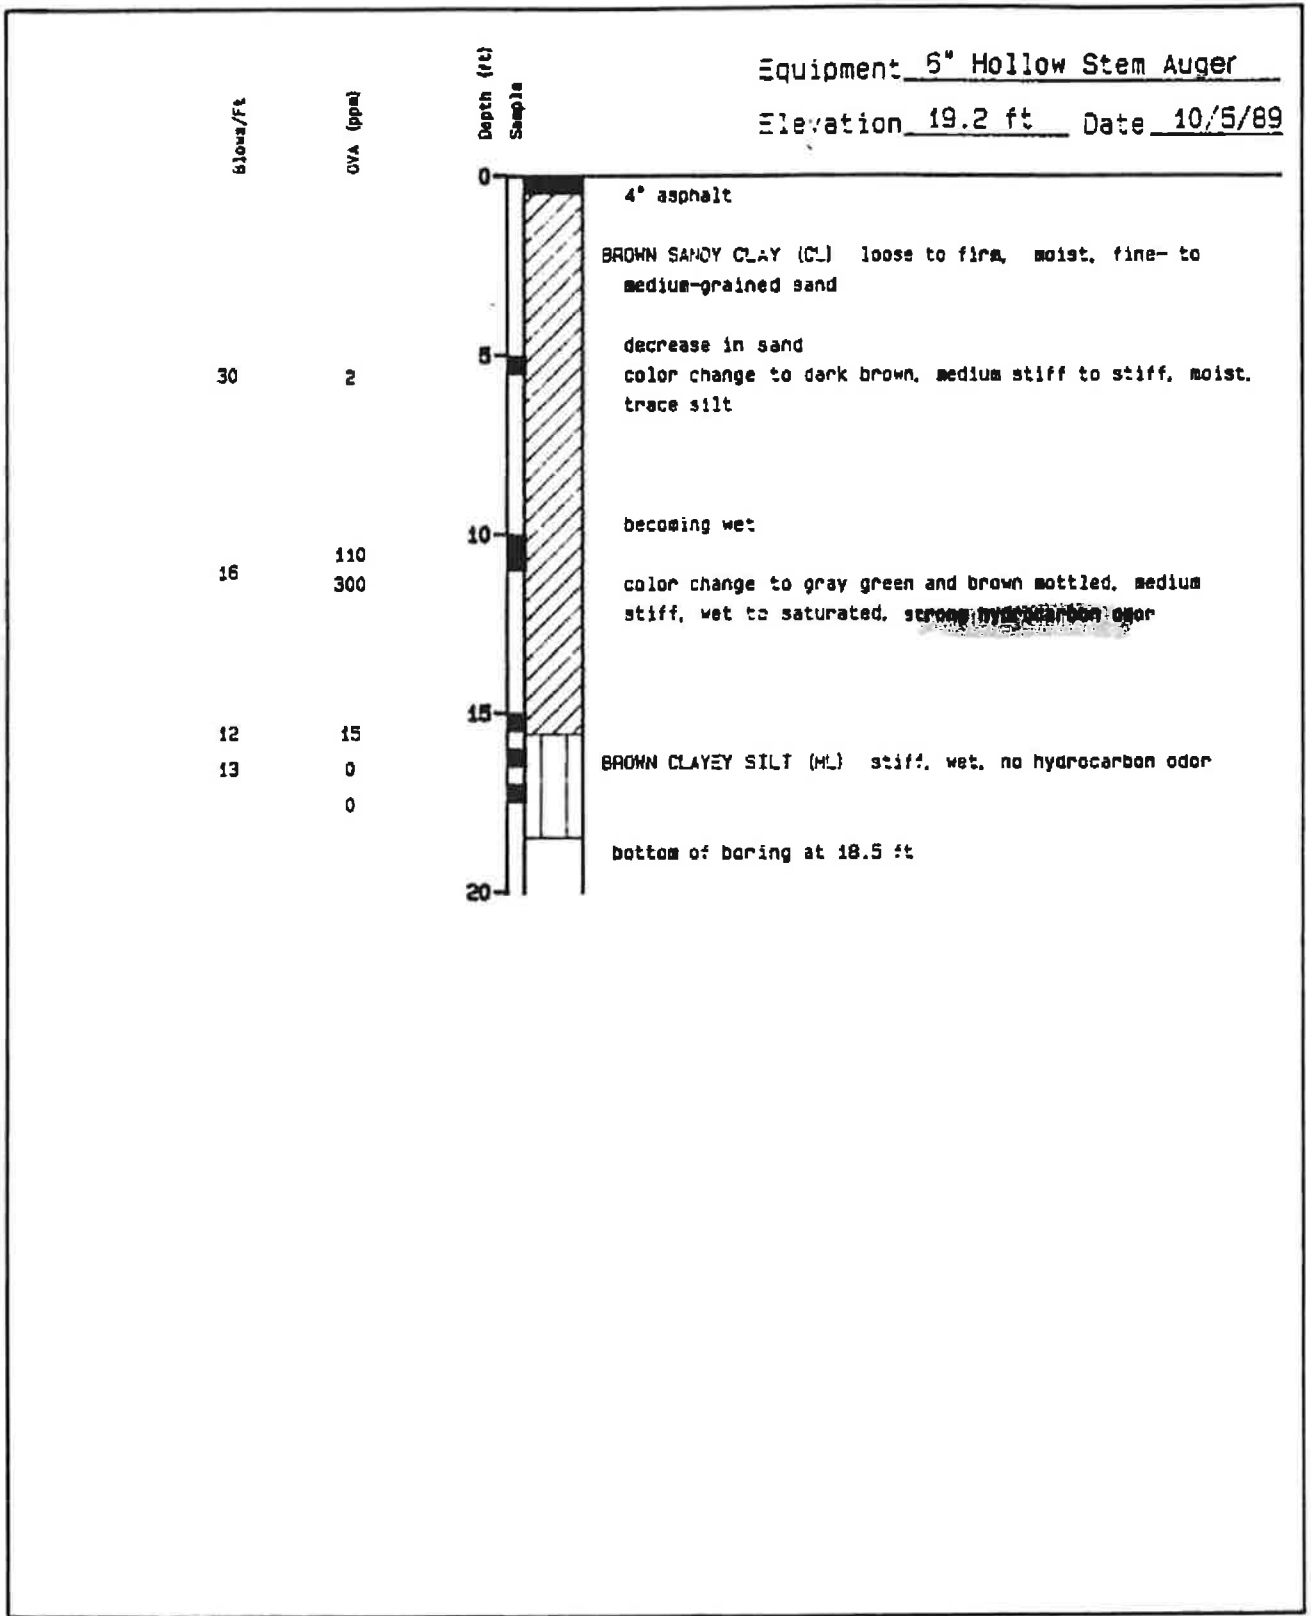 Equipment 6" Hollow Stem Auger
Elevation 19.2 ft Date 10/5/89
Blows/Ft
OVA (ppm)
Depth (ft)
Sample
0
4" asphalt
BROWN SANDY CLAY (CL) loose to firm, moist, fine- to
medium-grained sand
decrease in sand
5
30 2 color change to dark brown, medium stiff to stiff, moist,
trace silt
becoming wet
10
110
16
300 color change to gray green and brown mottled, medium
stiff, wet to saturated, strong hydrocarbon odor
15
12 15
13 0 BROWN CLAYEY SILT (ML) stiff, wet, no hydrocarbon odor
0
bottom of boring at 18.5 ft
20